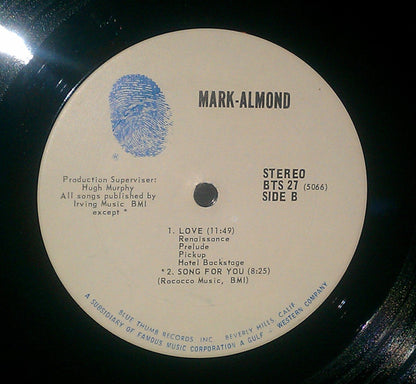 MARK-ALMOND
Production Superviser:
Hugh Murphy
All songs published by
Irving Music, BMI
except *
STEREO
BTS 27 (5066)
SIDE B
1. LOVE (11:49)
Renaissance
Prelude
Pickup
Hotel Backstage
*2. SONG FOR YOU (8:25)
(Racocco Music, BMI)
BLUE THUMB RECORDS INC. BEVERLY HILLS, CALIF.
A SUBSIDIARY OF FAMOUS MUSIC CORPORATION A GULF + WESTERN COMPANY